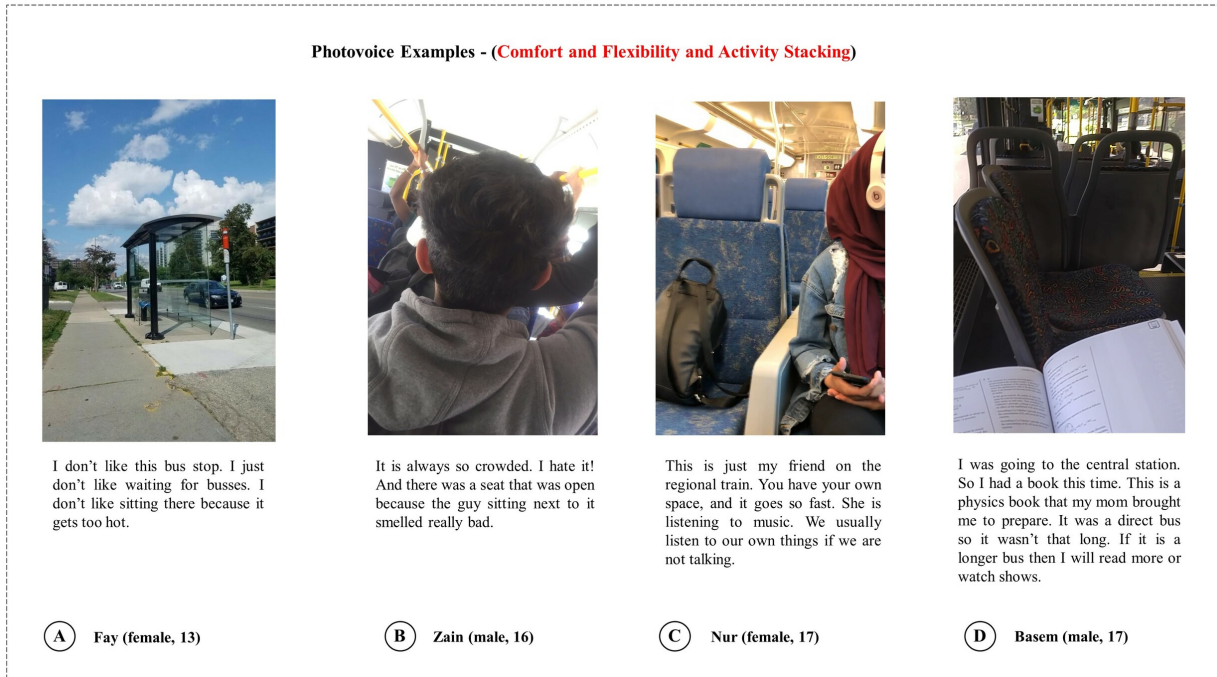 Photovoice Examples - (Comfort and Flexibility and Activity Stacking)
I don’t like this bus stop. I just
don’t like waiting for busses. I
don’t like sitting there because it
gets too hot.
A Fay (female, 13)
It is always so crowded. I hate it!
And there was a seat that was open
because the guy sitting next to it
smelled really bad.
B Zain (male, 16)
This is just my friend on the
regional train. You have your own
space, and it goes so fast. She is
listening to music. We usually
listen to our own things if we are
not talking.
C Nur (female, 17)
I was going to the central station.
So I had a book this time. This is a
physics book that my mom brought
me to prepare. It was a direct bus
so it wasn’t that long. If it is a
longer bus then I will read more or
watch shows.
D Basem (male, 17)